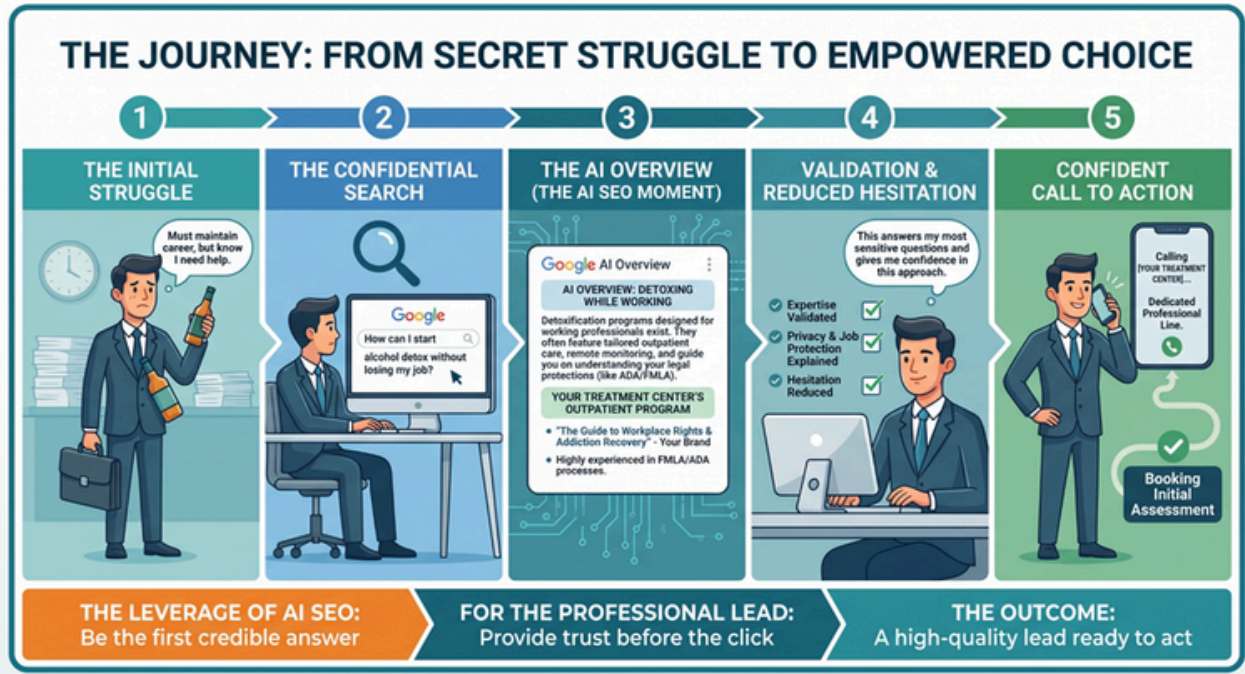 THE JOURNEY: FROM SECRET STRUGGLE TO EMPOWERED CHOICE
1
2
3
4
5
THE INITIAL
STRUGGLE
Must maintain
career, but know
I need help.
THE CONFIDENTIAL
SEARCH
Google
How can I start
alcohol detox without
losing my job?
THE AI OVERVIEW
(THE AI SEO MOMENT)
Google AI Overview
AI OVERVIEW: DETOXING
WHILE WORKING
Detoxification programs designed for
working professionals exist. They
often feature tailored outpatient
care, remote monitoring, and guide
you on understanding your legal
protections (like ADA/FMLA).
YOUR TREATMENT CENTER'S
OUTPATIENT PROGRAM
• "The Guide to Workplace Rights &
Addiction Recovery" - Your Brand
• Highly experienced in FMLA/ADA
processes.
VALIDATION &
REDUCED HESITATION
This answers my most
sensitive questions and
gives me confidence in
this approach.
Expertise
Validated
Privacy & Job
Protection
Explained
Hesitation
Reduced
CONFIDENT
CALL TO ACTION
Calling
[YOUR TREATMENT
CENTER]...
Dedicated
Professional
Line.
Booking
Initial
Assessment
THE LEVERAGE OF AI SEO:
Be the first credible answer
FOR THE PROFESSIONAL LEAD:
Provide trust before the click
THE OUTCOME:
A high-quality lead ready to act